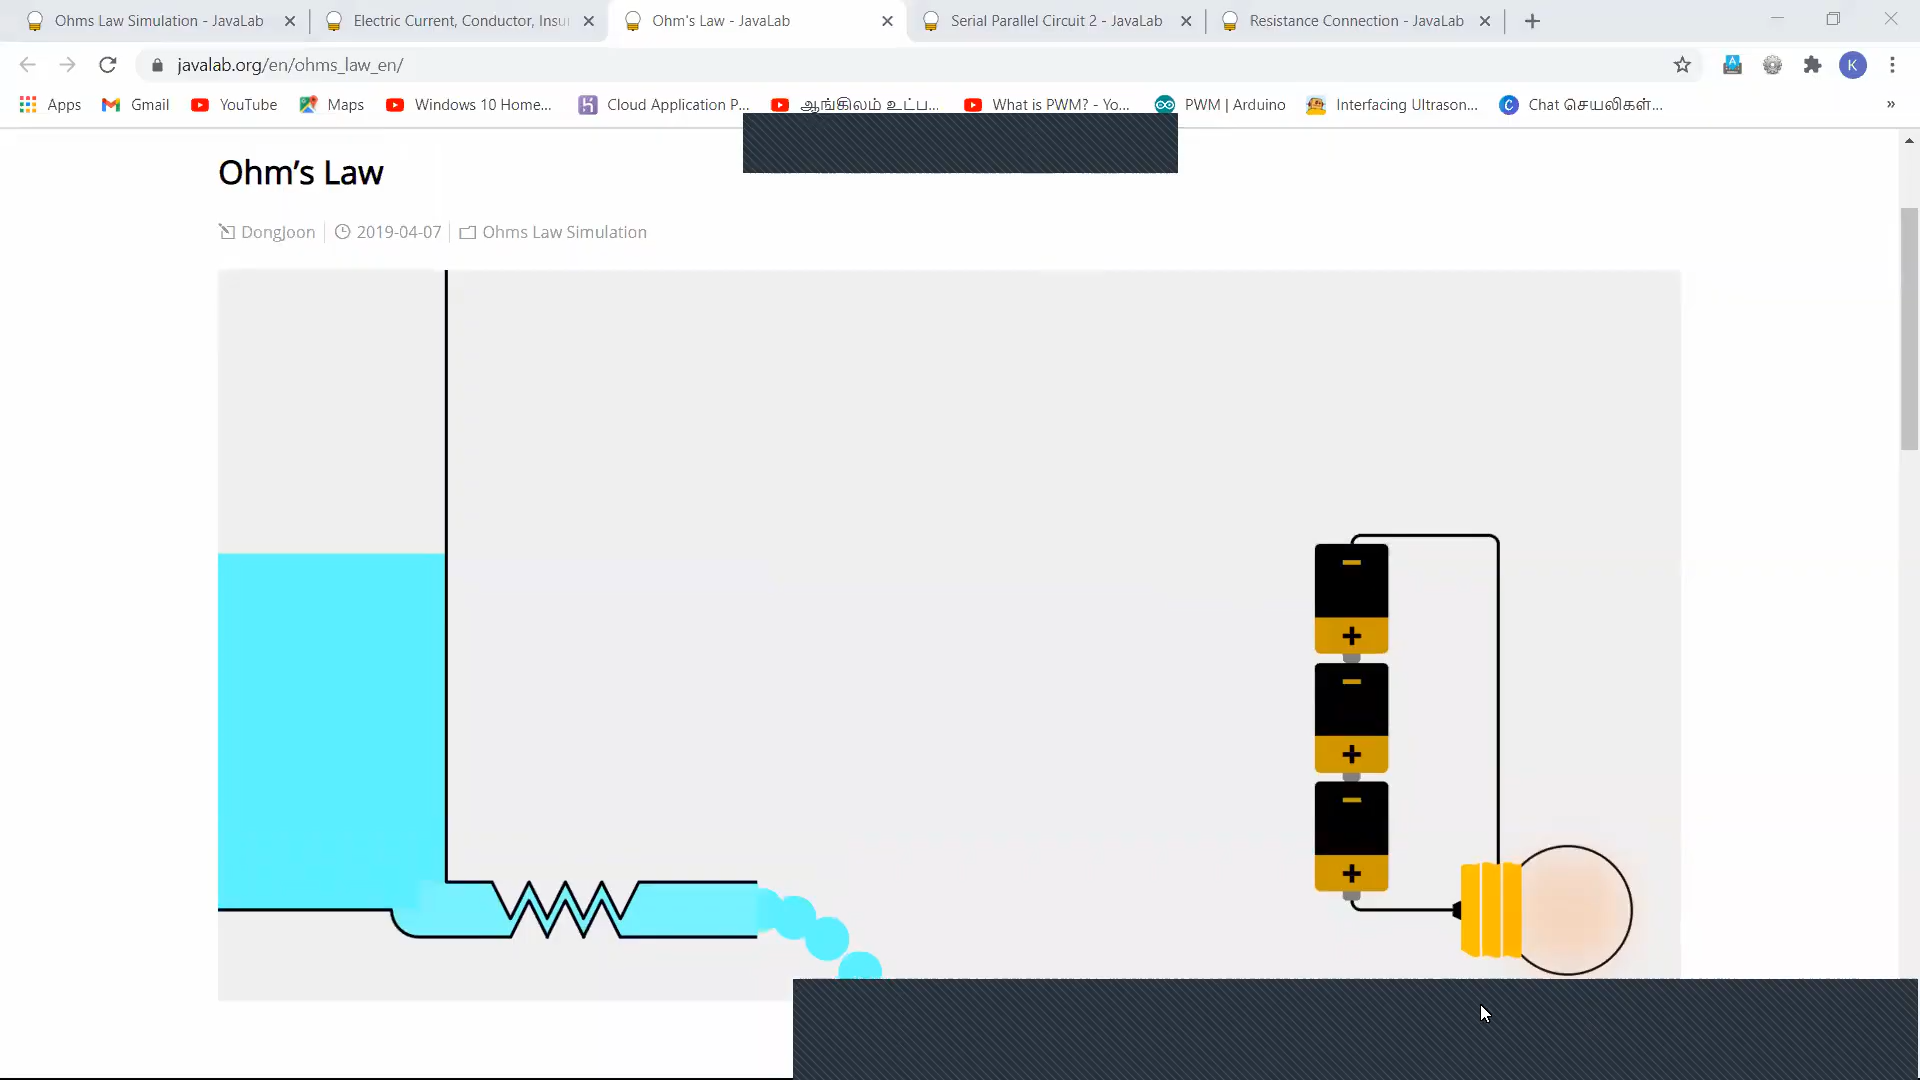 Ohms Law Simulation - JavaLab
Electric Current, Conductor, Insu
Ohm's Law - JavaLab
Serial Parallel Circuit 2 - JavaLab
Resistance Connection - JavaLab
javalab.org/en/ohms_law_en/
K
Apps
Gmail
YouTube
Maps
Windows 10 Home...
Cloud Application P...
ஆங்கிலம் உட்ப...
What is PWM? - Yo...
PWM | Arduino
Interfacing Ultrason...
Chat செயலிகள்...
»
Ohm’s Law
DongJoon
2019-04-07
Ohms Law Simulation
−
+
−
+
−
+